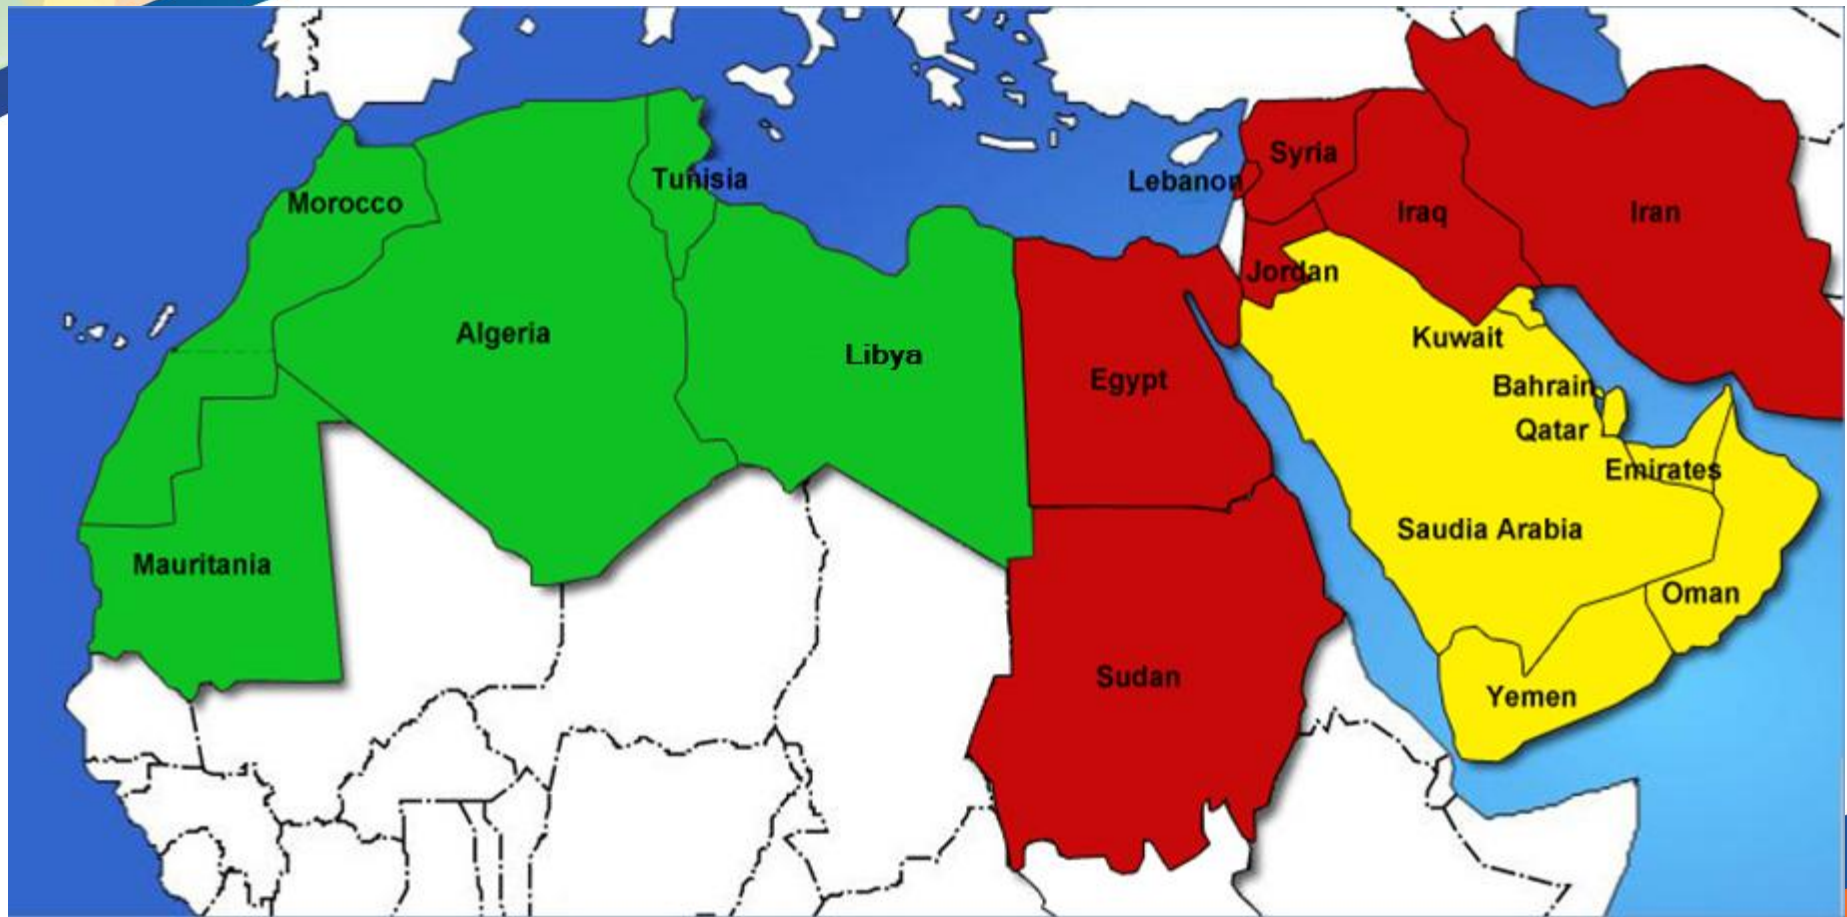 Syria
Lebanon
Tunisia
Morocco
Iraq
Iran
Jordan
Algeria
Kuwait
Libya
Egypt
Bahrain
Qatar
Emirates
Saudia Arabia
Mauritania
Oman
Sudan
Yemen